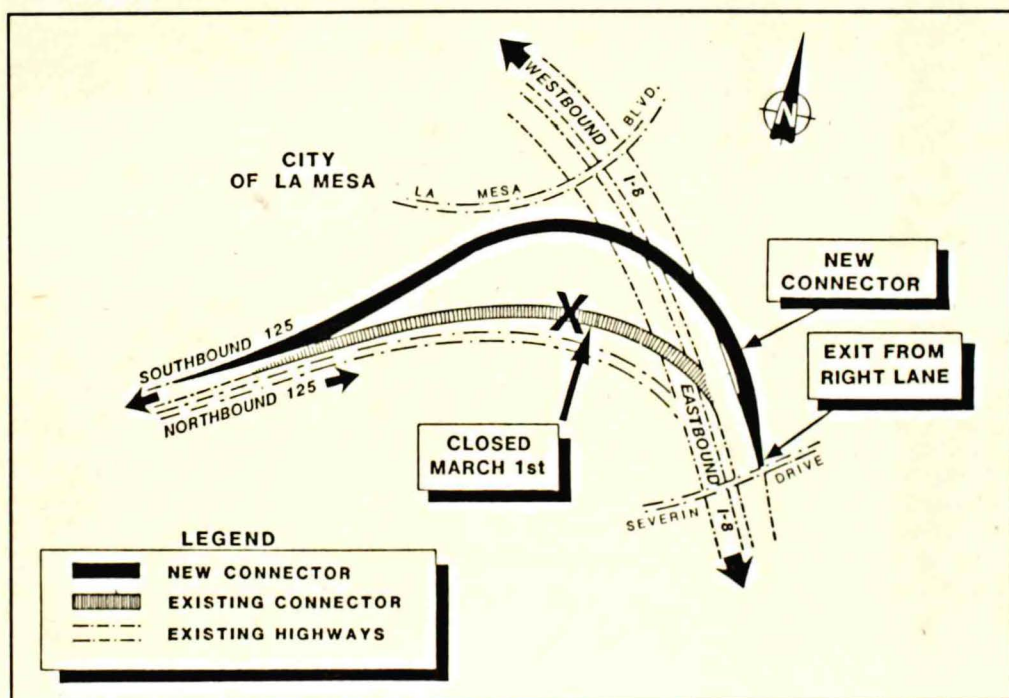 WESTBOUND
I-8
BLVD.
LA MESA
N
CITY
OF LA MESA
NEW
CONNECTOR
EXIT FROM
RIGHT LANE
SOUTHBOUND 125
NORTHBOUND 125
X
CLOSED
MARCH 1st
EASTBOUND
I-8
SEVERIN DRIVE
LEGEND
NEW CONNECTOR
EXISTING CONNECTOR
EXISTING HIGHWAYS